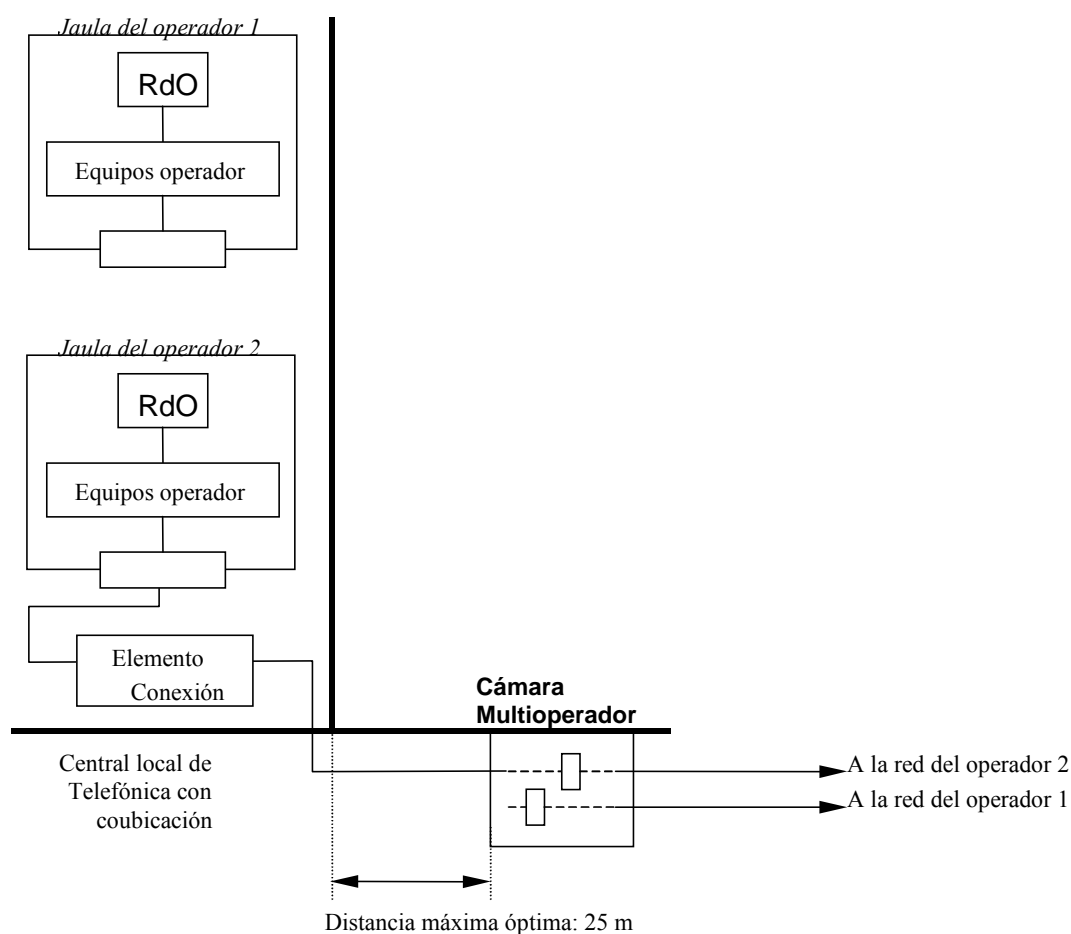 Jaula del operador 1
RdO
Equipos operador
Jaula del operador 2
RdO
Equipos operador
Elemento
Conexión
Cámara
Multioperador
Central local de
Telefónica con
coubicación
A la red del operador 2
A la red del operador 1
Distancia máxima óptima: 25 m